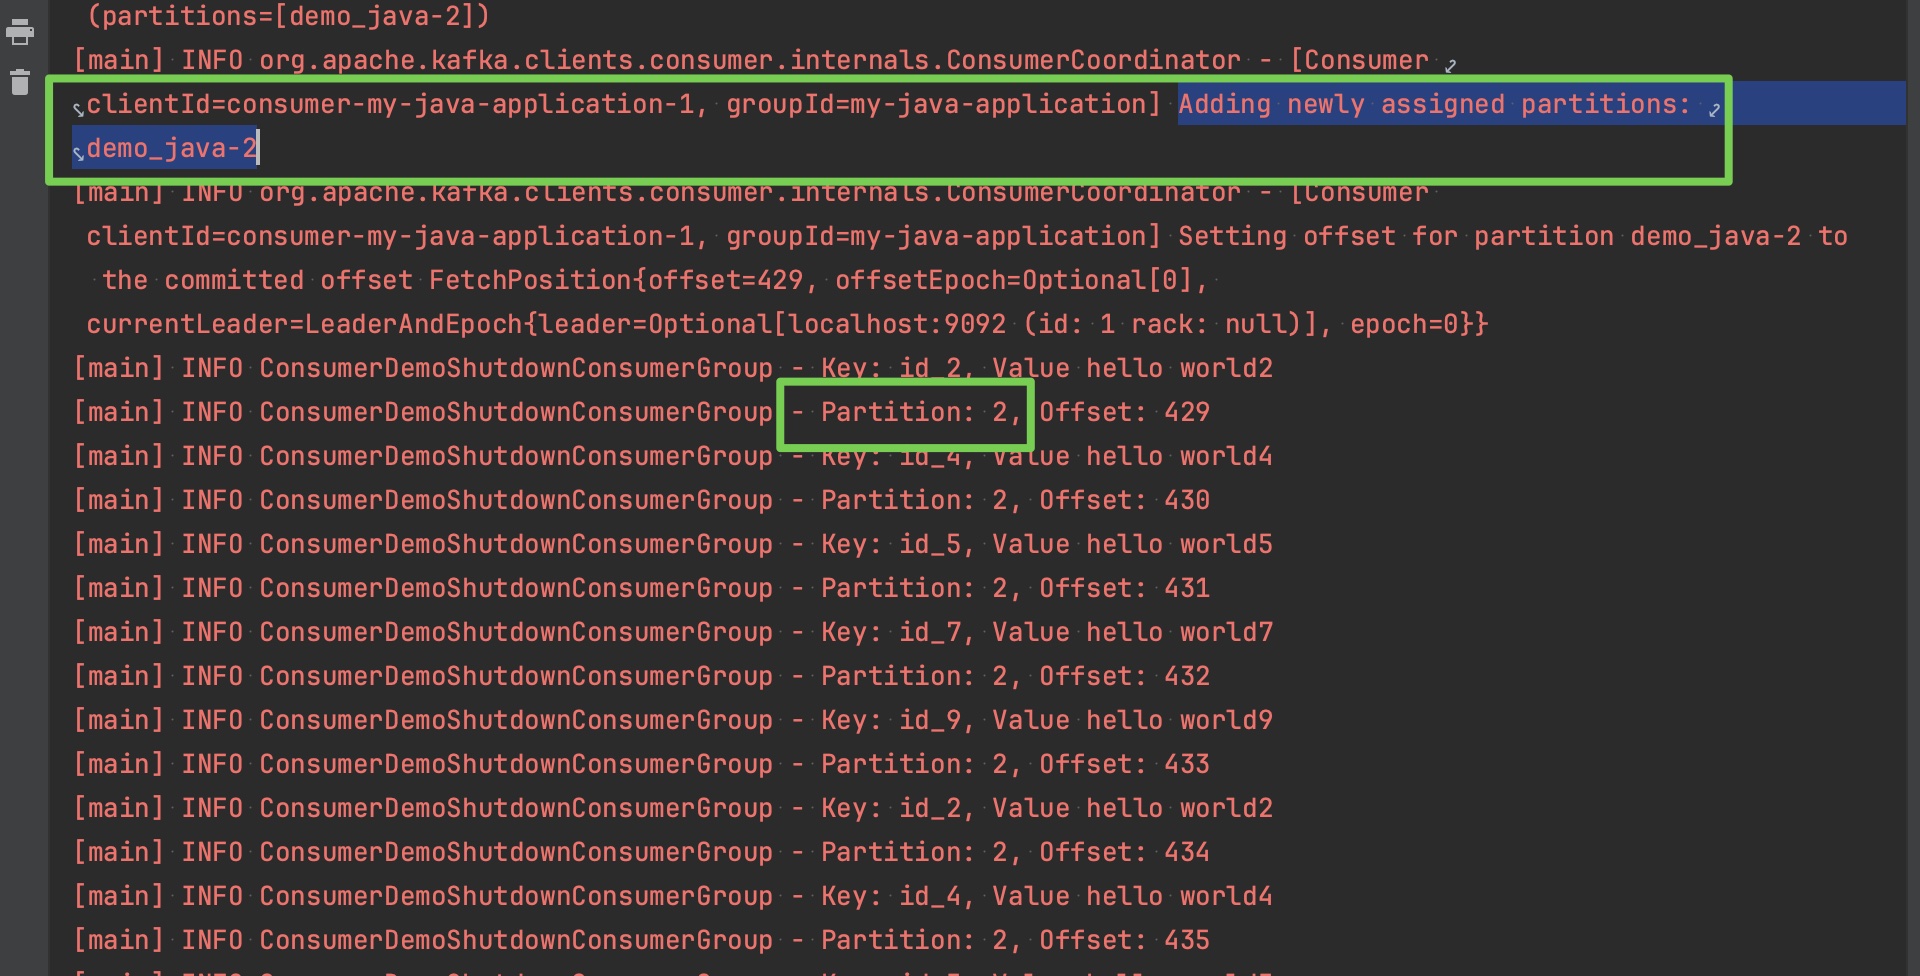 (partitions=[demo_java-2])
[main] INFO org.apache.kafka.clients.consumer.internals.ConsumerCoordinator - [Consumer
clientId=consumer-my-java-application-1, groupId=my-java-application] Adding newly assigned partitions:
demo_java-2
[main] INFO org.apache.kafka.clients.consumer.internals.ConsumerCoordinator - [Consumer
clientId=consumer-my-java-application-1, groupId=my-java-application] Setting offset for partition demo_java-2 to
the committed offset FetchPosition{offset=429, offsetEpoch=Optional[0],
currentLeader=LeaderAndEpoch{leader=Optional[localhost:9092 (id: 1 rack: null)], epoch=0}}
[main] INFO ConsumerDemoShutdownConsumerGroup - Key: id_2, Value hello world2
[main] INFO ConsumerDemoShutdownConsumerGroup - Partition: 2, Offset: 429
[main] INFO ConsumerDemoShutdownConsumerGroup - Key: id_4, Value hello world4
[main] INFO ConsumerDemoShutdownConsumerGroup - Partition: 2, Offset: 430
[main] INFO ConsumerDemoShutdownConsumerGroup - Key: id_5, Value hello world5
[main] INFO ConsumerDemoShutdownConsumerGroup - Partition: 2, Offset: 431
[main] INFO ConsumerDemoShutdownConsumerGroup - Key: id_7, Value hello world7
[main] INFO ConsumerDemoShutdownConsumerGroup - Partition: 2, Offset: 432
[main] INFO ConsumerDemoShutdownConsumerGroup - Key: id_9, Value hello world9
[main] INFO ConsumerDemoShutdownConsumerGroup - Partition: 2, Offset: 433
[main] INFO ConsumerDemoShutdownConsumerGroup - Key: id_2, Value hello world2
[main] INFO ConsumerDemoShutdownConsumerGroup - Partition: 2, Offset: 434
[main] INFO ConsumerDemoShutdownConsumerGroup - Key: id_4, Value hello world4
[main] INFO ConsumerDemoShutdownConsumerGroup - Partition: 2, Offset: 435